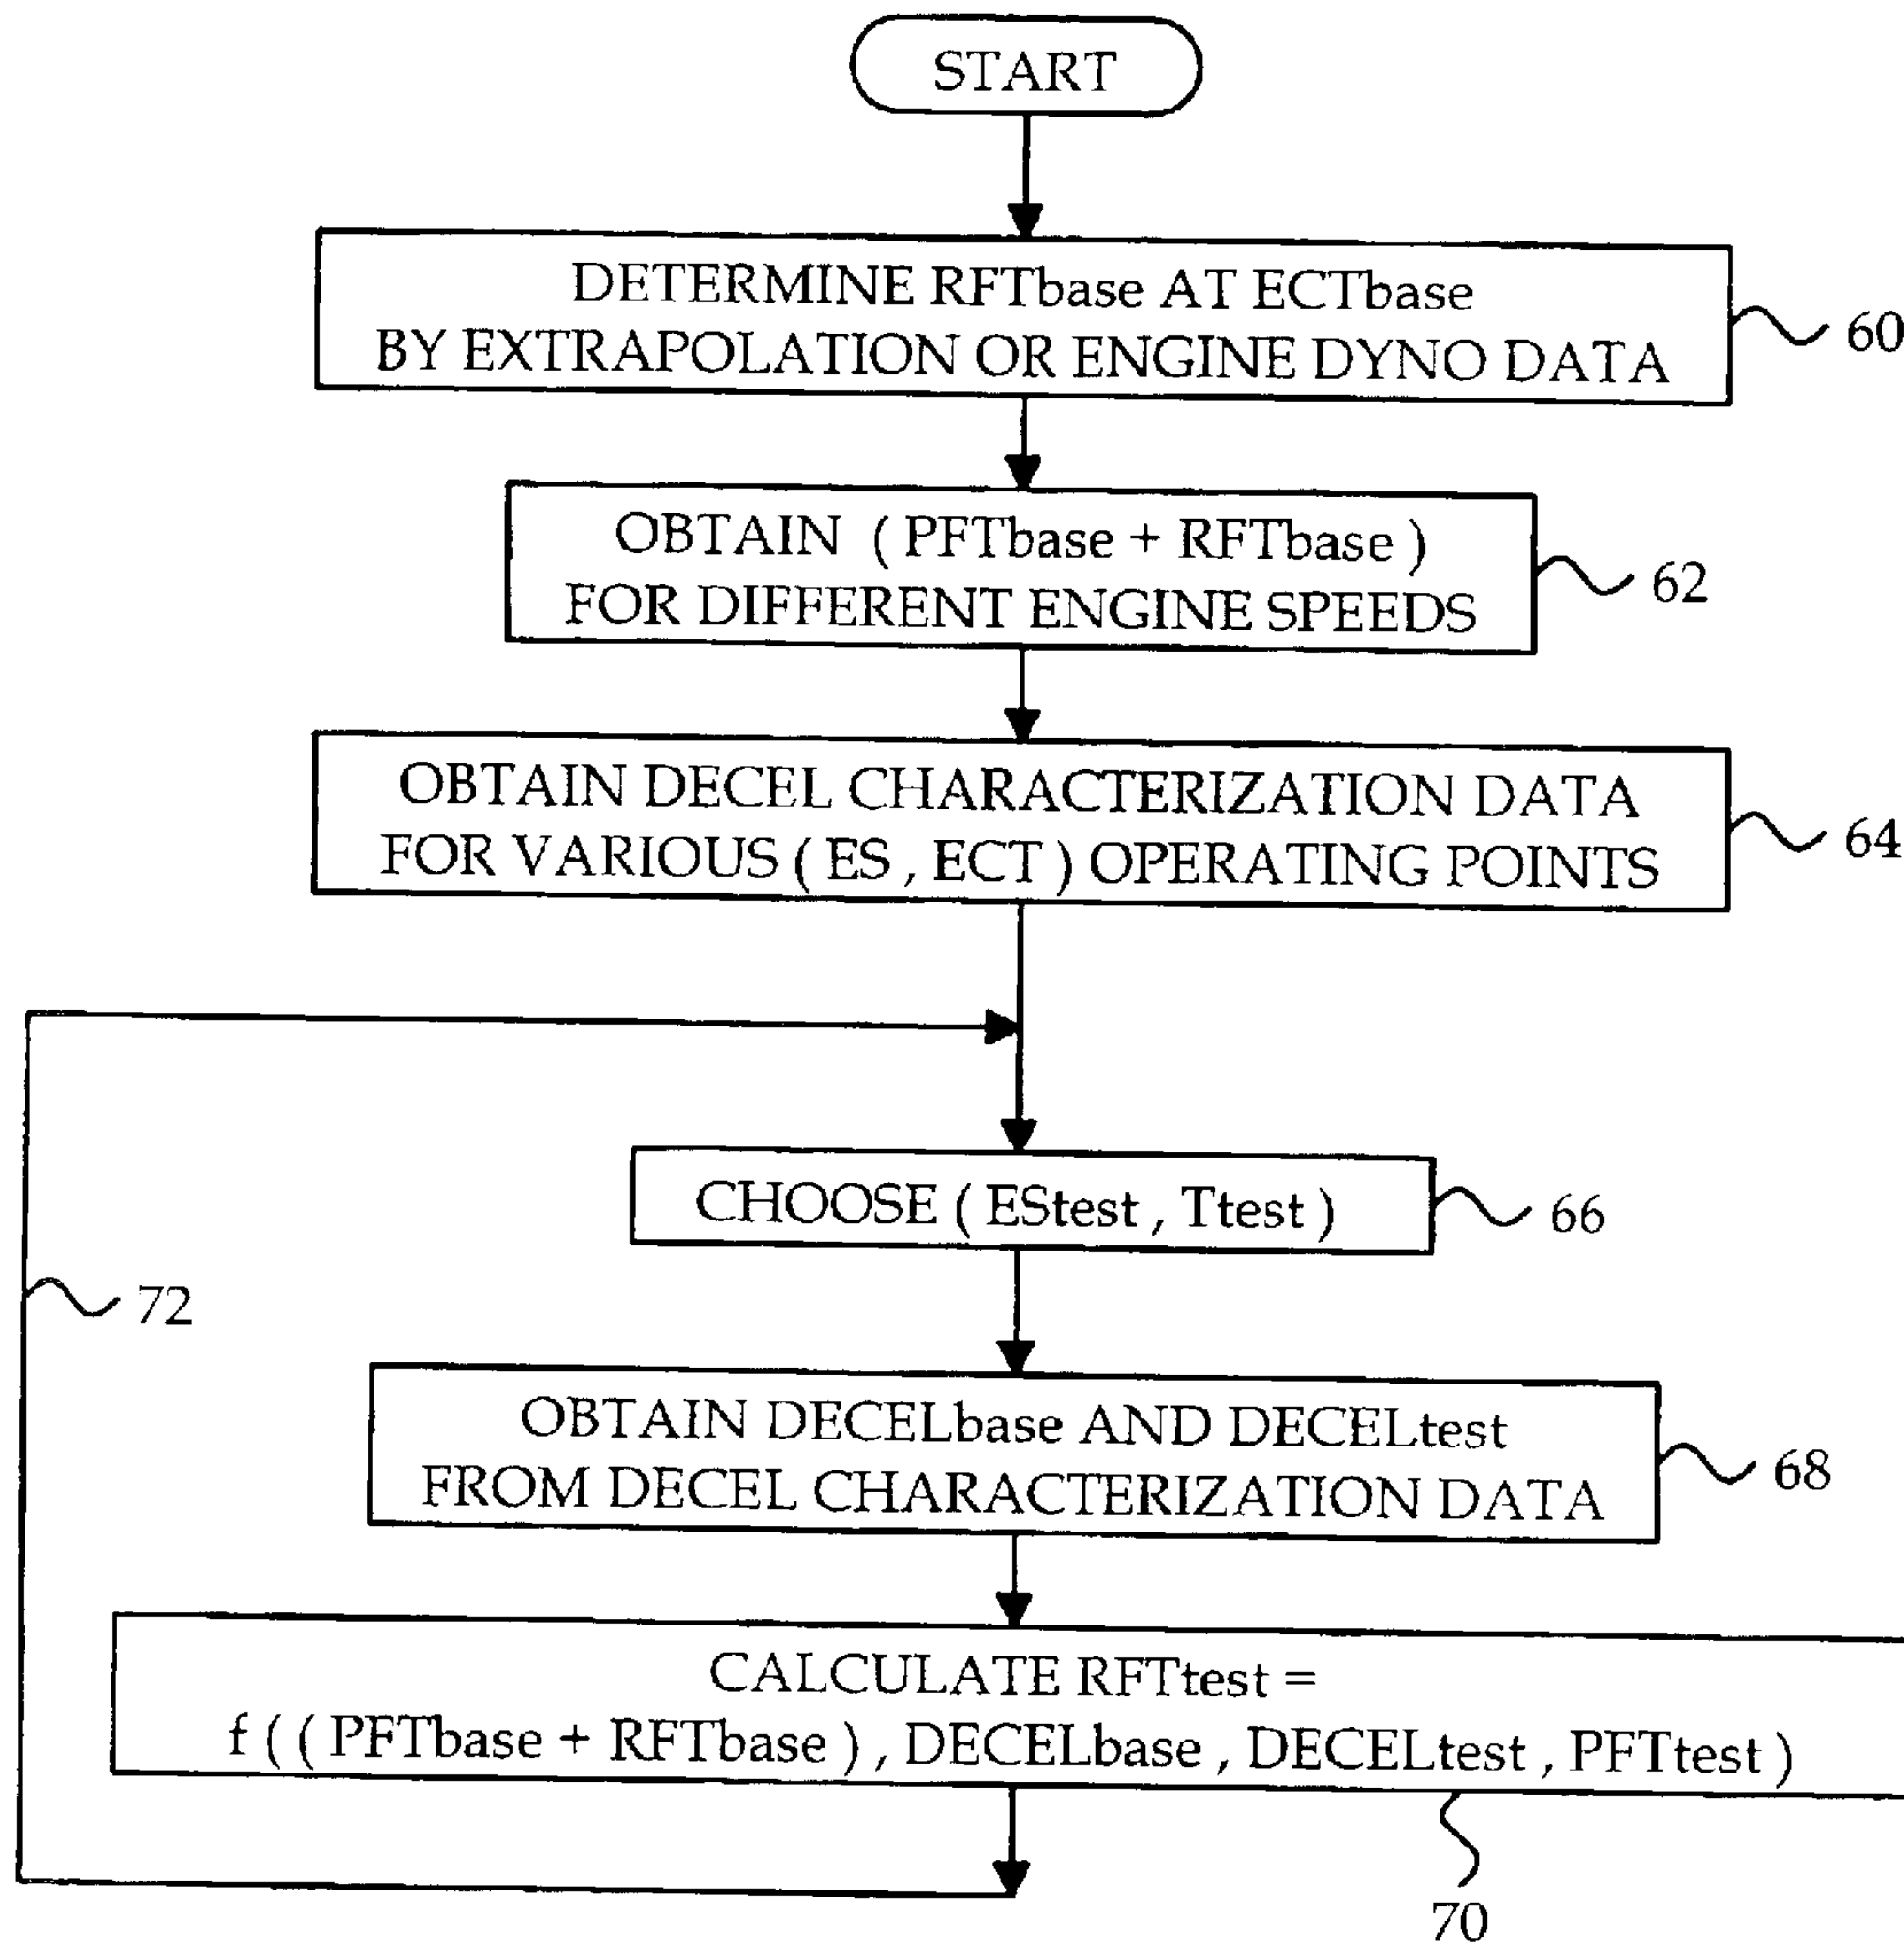 START
DETERMINE RFTbase AT ECTbase
BY EXTRAPOLATION OR ENGINE DYNO DATA
60
OBTAIN ( PFTbase + RFTbase )
FOR DIFFERENT ENGINE SPEEDS
62
OBTAIN DECEL CHARACTERIZATION DATA
FOR VARIOUS ( ES , ECT ) OPERATING POINTS
64
CHOOSE ( EStest , Ttest )
66
72
OBTAIN DECELbase AND DECELtest
FROM DECEL CHARACTERIZATION DATA
68
CALCULATE RFTtest =
f ( ( PFTbase + RFTbase ) , DECELbase , DECELtest , PFTtest )
70